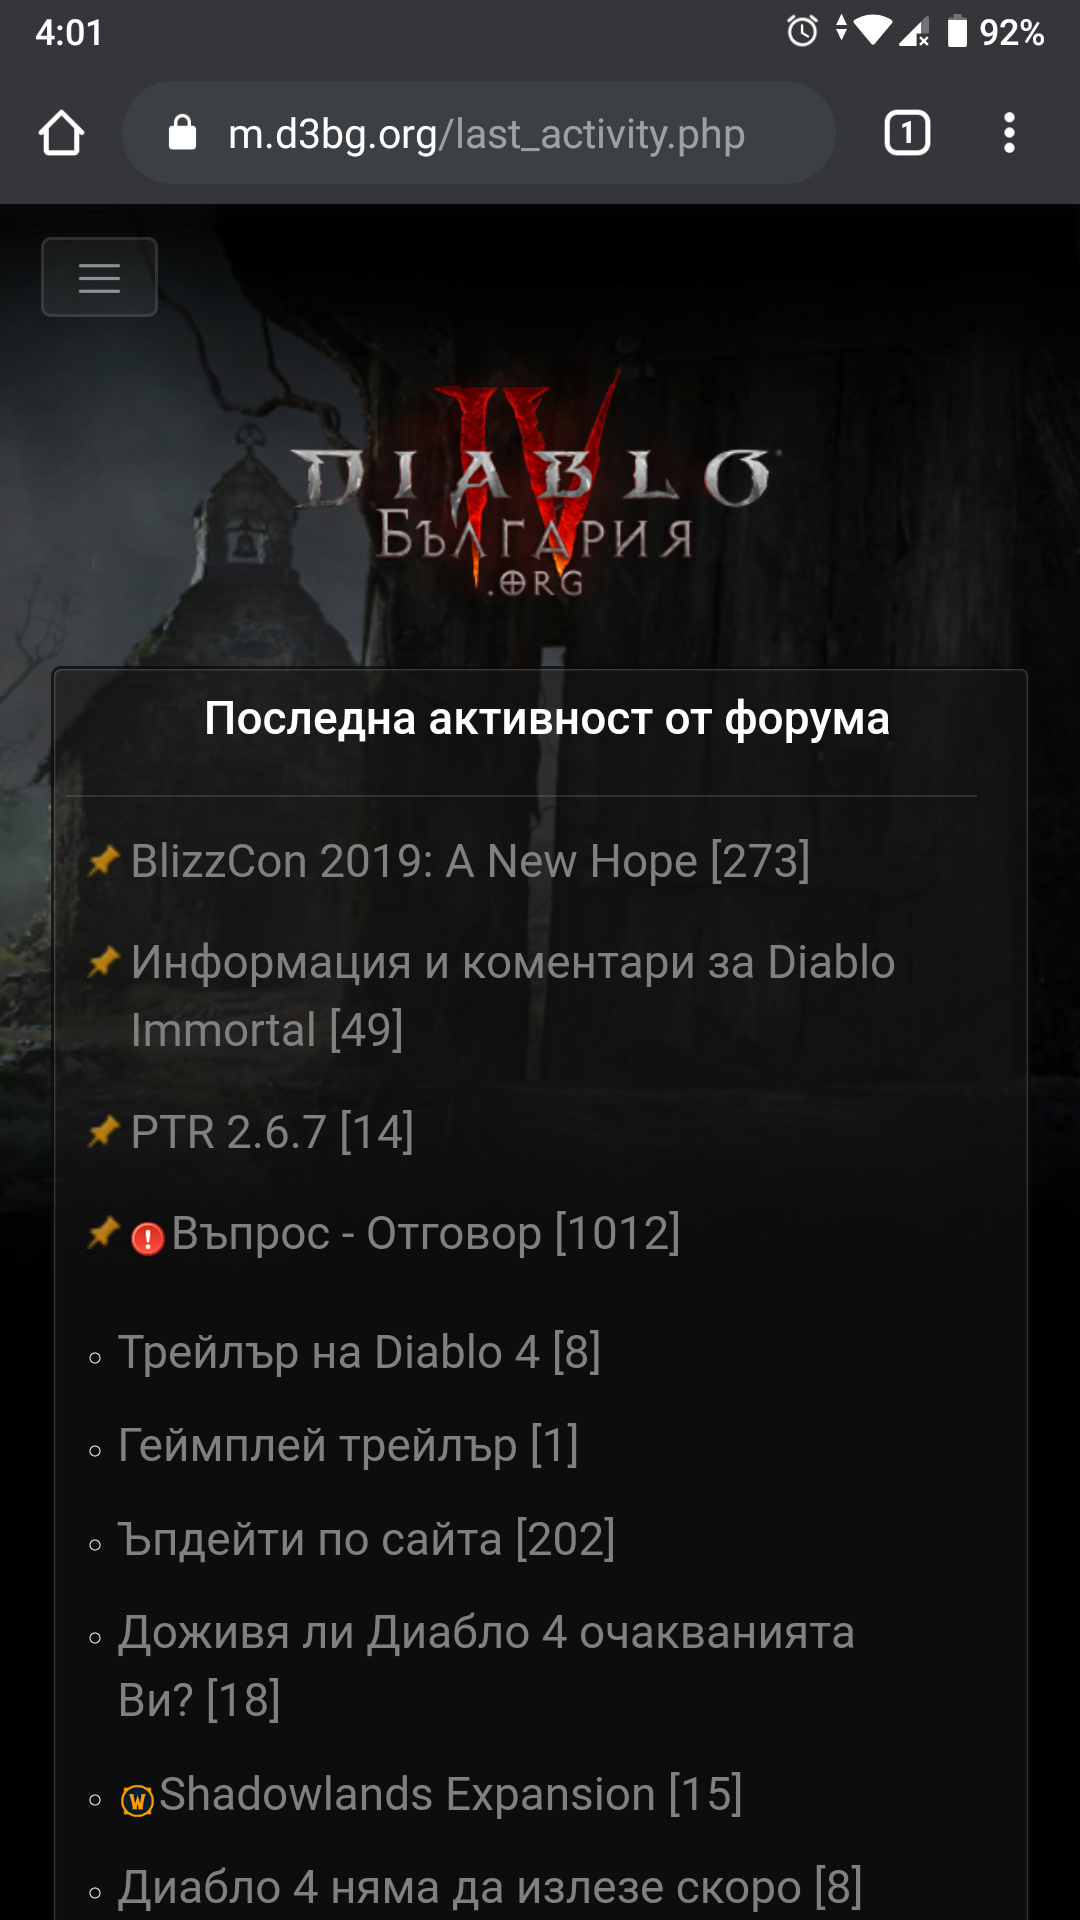 4:01
92%
m.d3bg.org/last_activity.php
1
IV
DIABLO
България
.ORG
Последна активност от форума
BlizzCon 2019: A New Hope [273]
Информация и коментари за Diablo
Immortal [49]
PTR 2.6.7 [14]
Въпрос - Отговор [1012]
Трейлър на Diablo 4 [8]
Геймплей трейлър [1]
Ъпдейти по сайта [202]
Доживя ли Диабло 4 очакванията
Ви? [18]
Shadowlands Expansion [15]
Диабло 4 няма да излезе скоро [8]